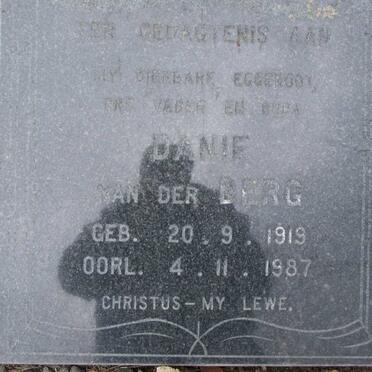 TER GEDAGTENIS AAN
MY DIERBARE EGGENOOT,
ONS VADER EN OUPA
DANIE
VAN DER BERG
GEB. 20 . 9 . 1919
OORL. 4 . 11 . 1987
CHRISTUS – MY LEWE.